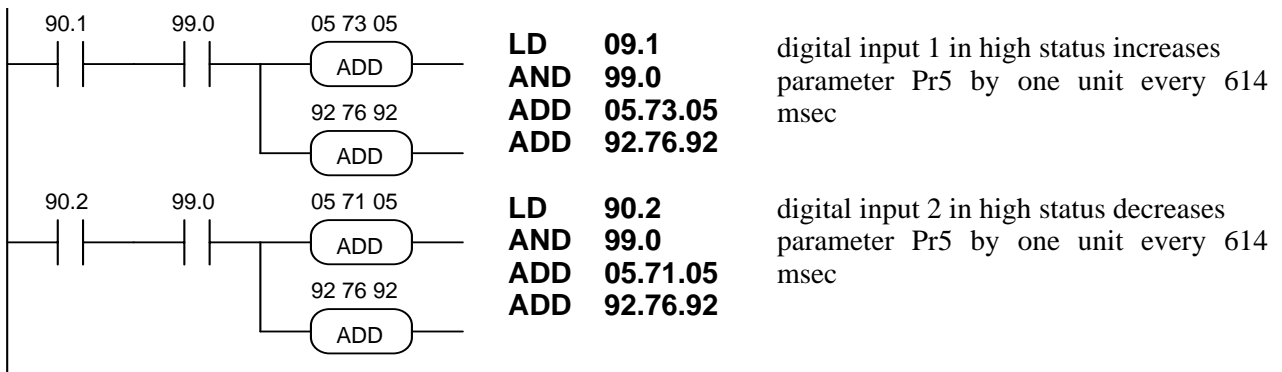 90.1 99.0 05 73 05
ADD
92 76 92
ADD
LD 09.1
AND 99.0
ADD 05.73.05
ADD 92.76.92
digital input 1 in high status increases
parameter Pr5 by one unit every 614
msec
90.2 99.0 05 71 05
ADD
92 76 92
ADD
LD 90.2
AND 99.0
ADD 05.71.05
ADD 92.76.92
digital input 2 in high status decreases
parameter Pr5 by one unit every 614
msec